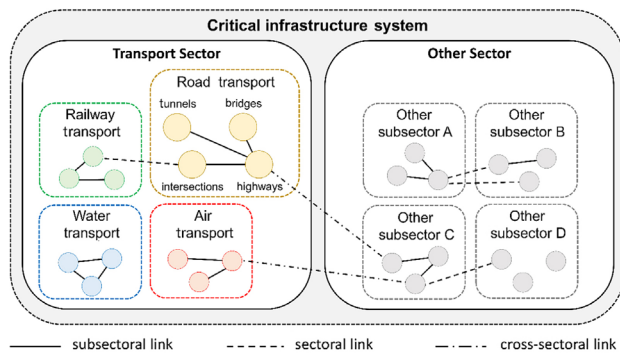 Critical infrastructure system
Transport Sector
Other Sector
Road transport
tunnels
bridges
intersections
highways
Railway
transport
Water
transport
Air
transport
Other
subsector A
Other
subsector B
Other
subsector C
Other
subsector D
subsectoral link
sectoral link
cross-sectoral link